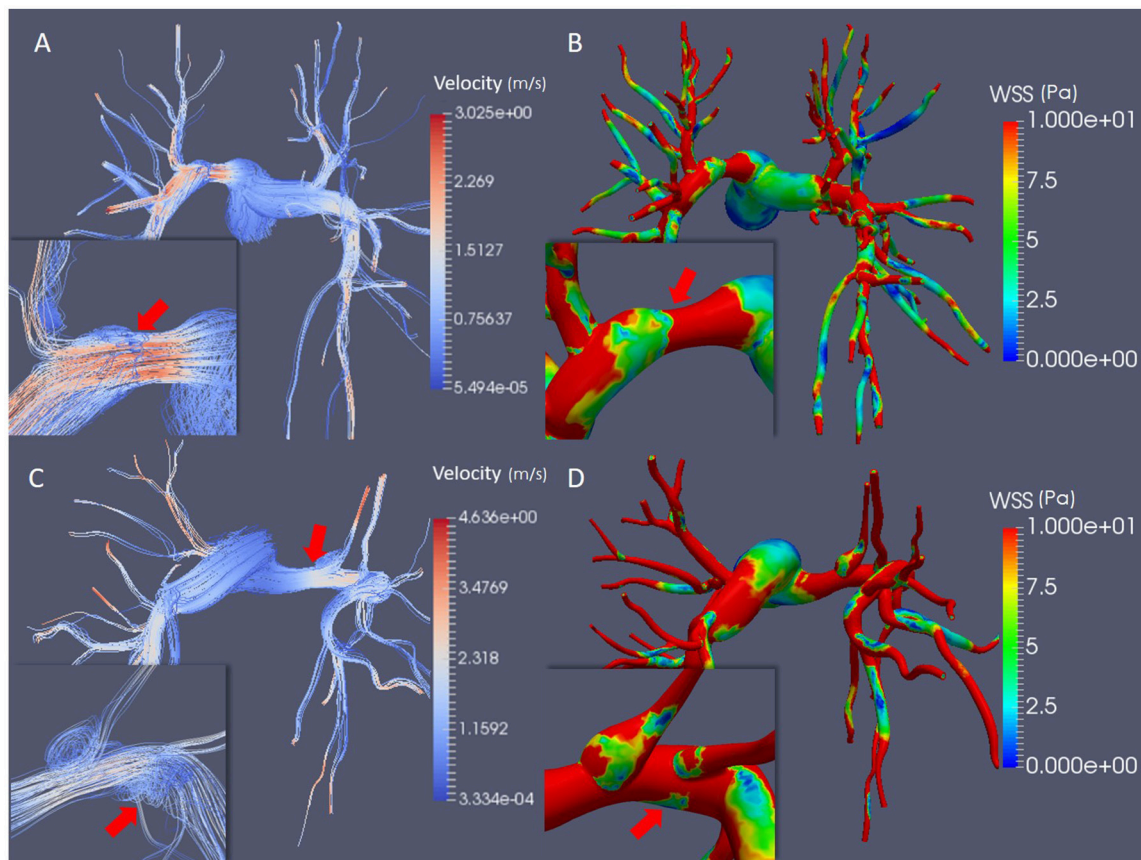 A
Velocity (m/s)
3.025e+00
2.269
1.5127
0.75637
5.494e-05
B
WSS (Pa)
1.000e+01
7.5
5
2.5
0.000e+00
C
Velocity (m/s)
4.636e+00
3.4769
2.318
1.1592
3.334e-04
D
WSS (Pa)
1.000e+01
7.5
5
2.5
0.000e+00